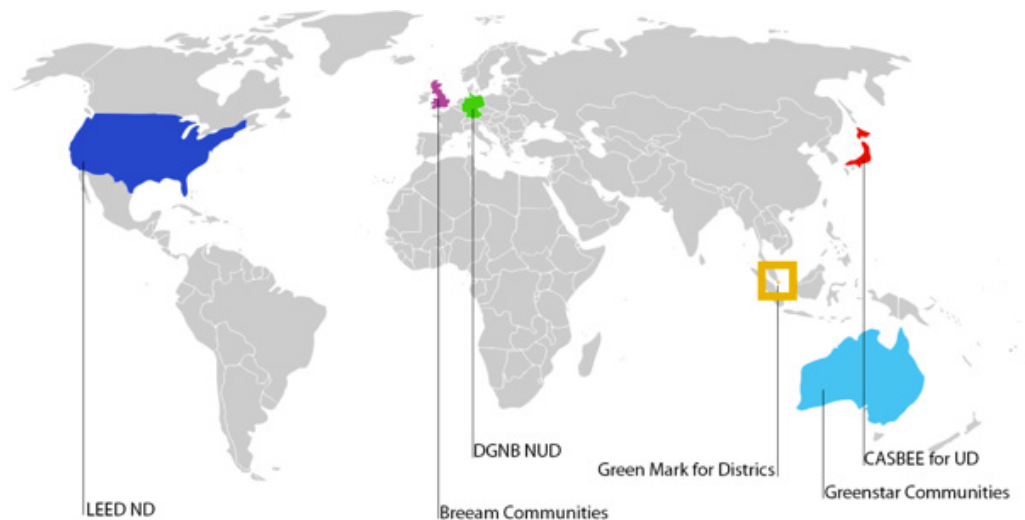 DGNB NUD
Green Mark for Districs
CASBEE for UD
Greenstar Communities
LEED ND
Breeam Communities